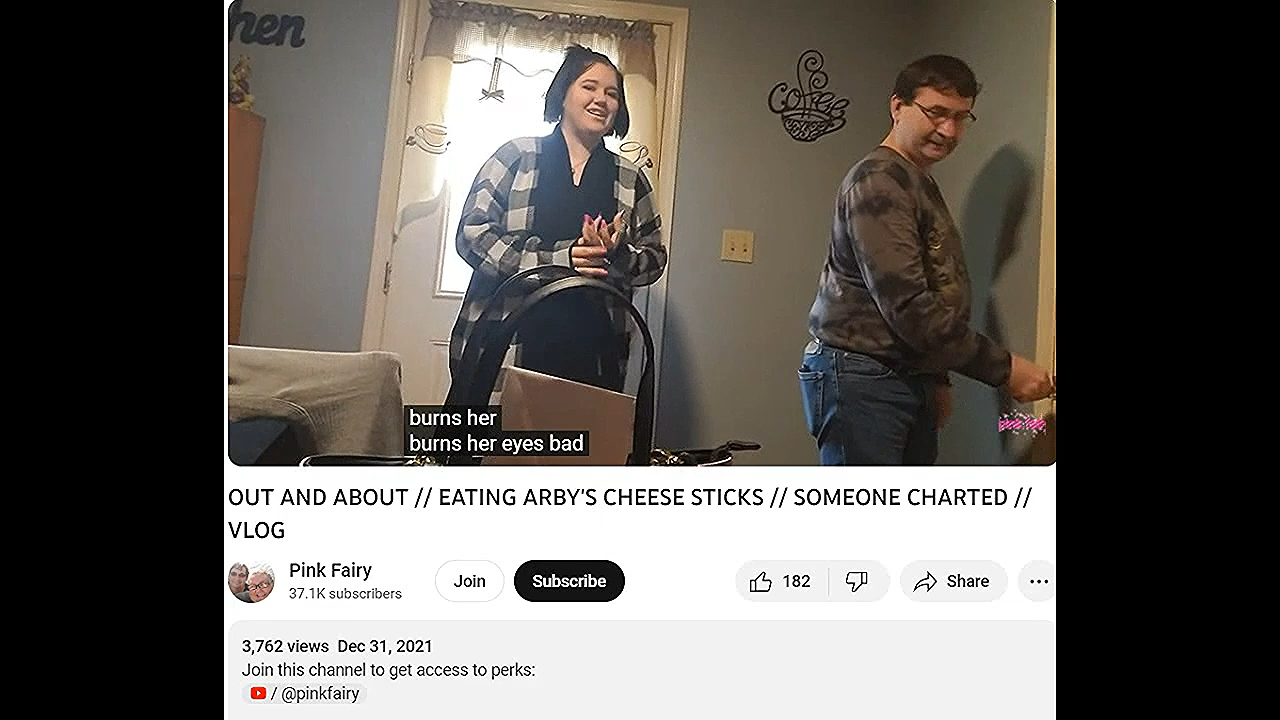 hen
coffee
burns her
burns her eyes bad
OUT AND ABOUT // EATING ARBY'S CHEESE STICKS // SOMEONE CHARTED //
VLOG
Pink Fairy
37.1K subscribers
Join
Subscribe
182
Share
3,762 views Dec 31, 2021
Join this channel to get access to perks:
/ @pinkfairy